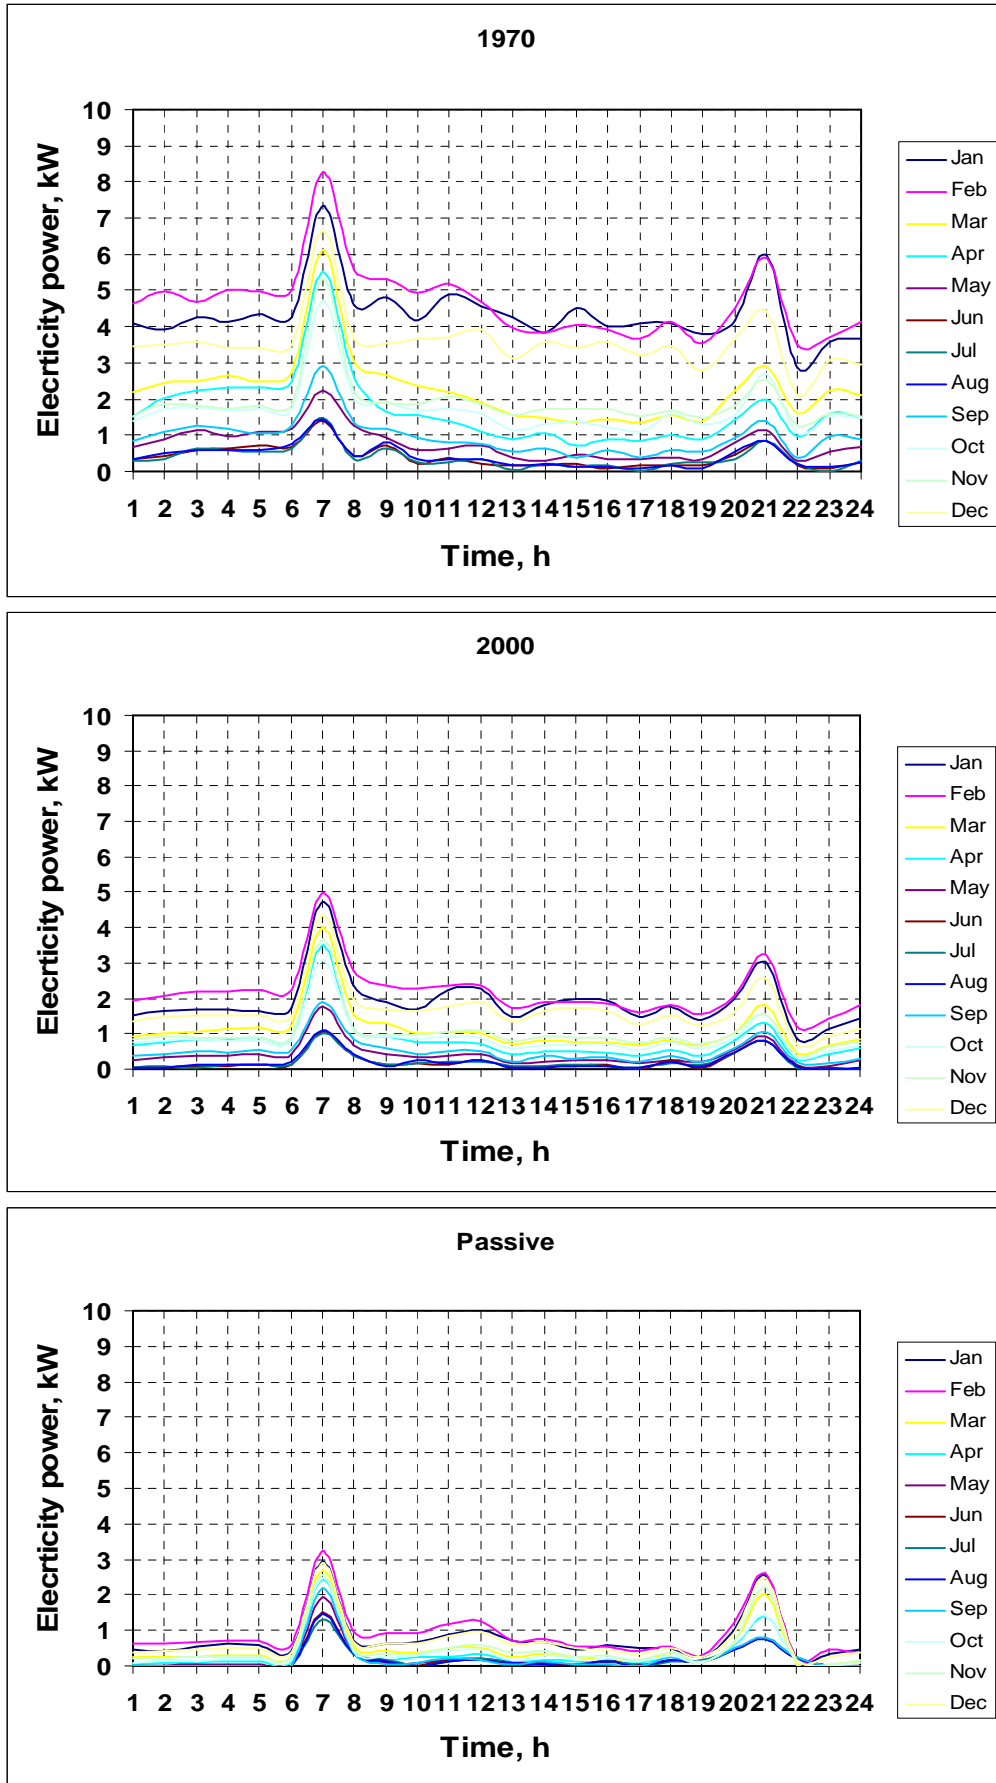 1970
Elecrticity power, kW
10
9
8
7
6
5
4
3
2
1
0
1 2 3 4 5 6 7 8 9 10 11 12 13 14 15 16 17 18 19 20 21 22 23 24
Time, h
Jan
Feb
Mar
Apr
May
Jun
Jul
Aug
Sep
Oct
Nov
Dec
2000
Elecrticity power, kW
10
9
8
7
6
5
4
3
2
1
0
1 2 3 4 5 6 7 8 9 10 11 12 13 14 15 16 17 18 19 20 21 22 23 24
Time, h
Jan
Feb
Mar
Apr
May
Jun
Jul
Aug
Sep
Oct
Nov
Dec
Passive
Elecrticity power, kW
10
9
8
7
6
5
4
3
2
1
0
1 2 3 4 5 6 7 8 9 10 11 12 13 14 15 16 17 18 19 20 21 22 23 24
Time, h
Jan
Feb
Mar
Apr
May
Jun
Jul
Aug
Sep
Oct
Nov
Dec